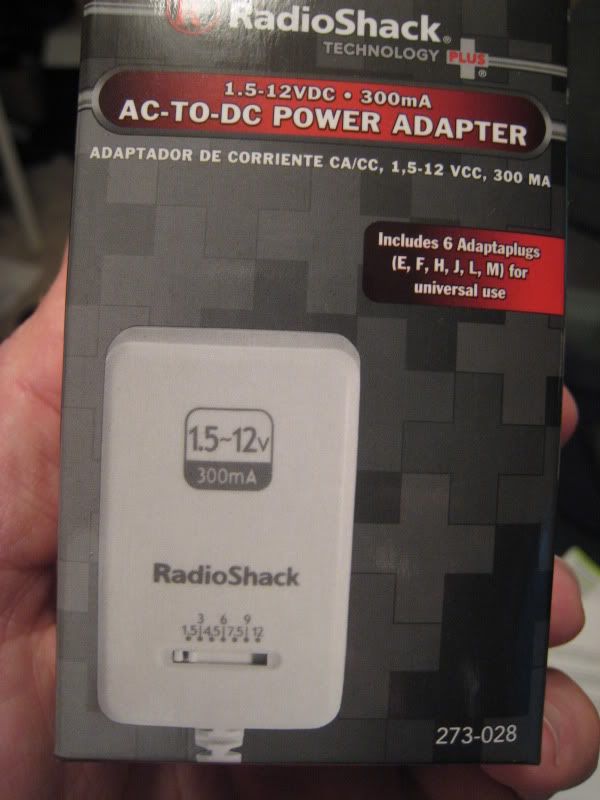 RadioShack®
TECHNOLOGY PLUS®
1.5-12VDC • 300mA
AC-TO-DC POWER ADAPTER
ADAPTADOR DE CORRIENTE CA/CC, 1,5-12 VCC, 300 MA
Includes 6 Adaptaplugs
(E, F, H, J, L, M) for
universal use
1.5~12v
300mA
RadioShack
3 6 9
1,5 4,5 7,5 12
273-028